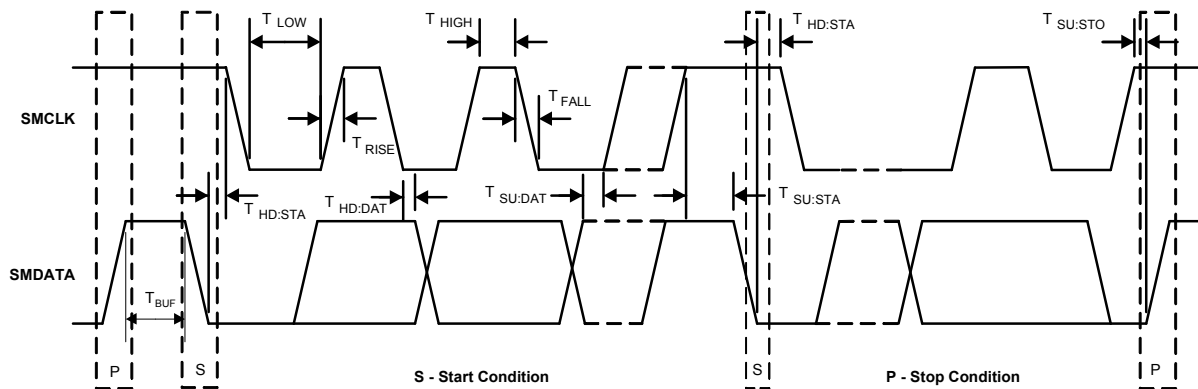 T LOW
T HIGH
T HD:STA
T SU:STO
SMCLK
T FALL
T RISE
T HD:STA
T HD:DAT
T SU:DAT
T SU:STA
SMDATA
T BUF
P
S
S - Start Condition
S
P - Stop Condition
P